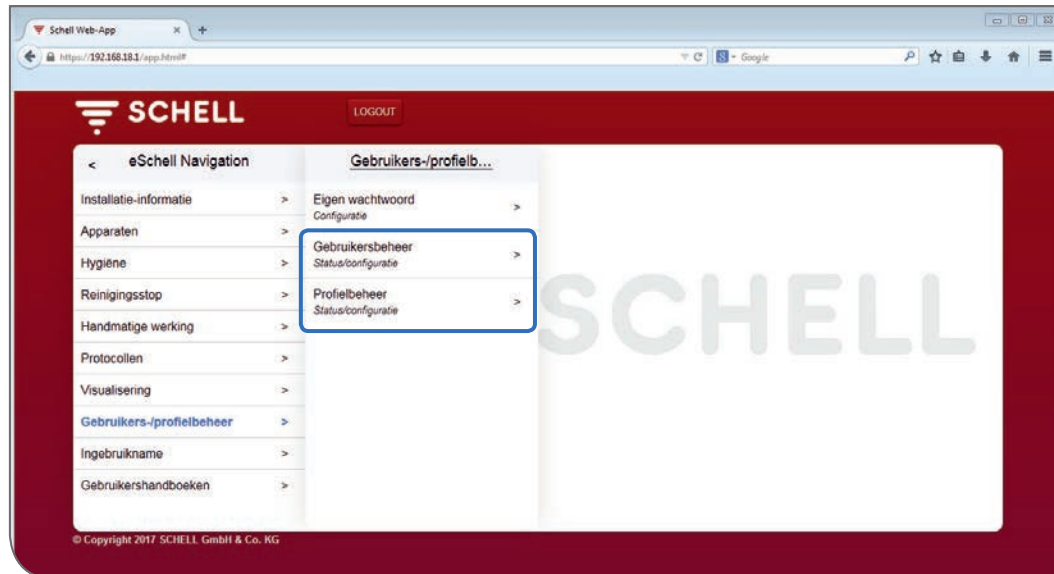 Schell Web-App
https://192.168.18.1/app.html#
Google
SCHELL
LOGOUT
< eSchell Navigation
Installatie-informatie >
Apparaten >
Hygiëne >
Reinigingsstop >
Handmatige werking >
Protocollen >
Visualisering >
Gebruikers-/profielbeheer >
Ingebruikname >
Gebruikershandboeken >
Gebruikers-/profielb...
Eigen wachtwoord >
Configuratie
Gebruikersbeheer >
Status/configuratie
Profielbeheer >
Status/configuratie
SCHELL
© Copyright 2017 SCHELL GmbH & Co. KG